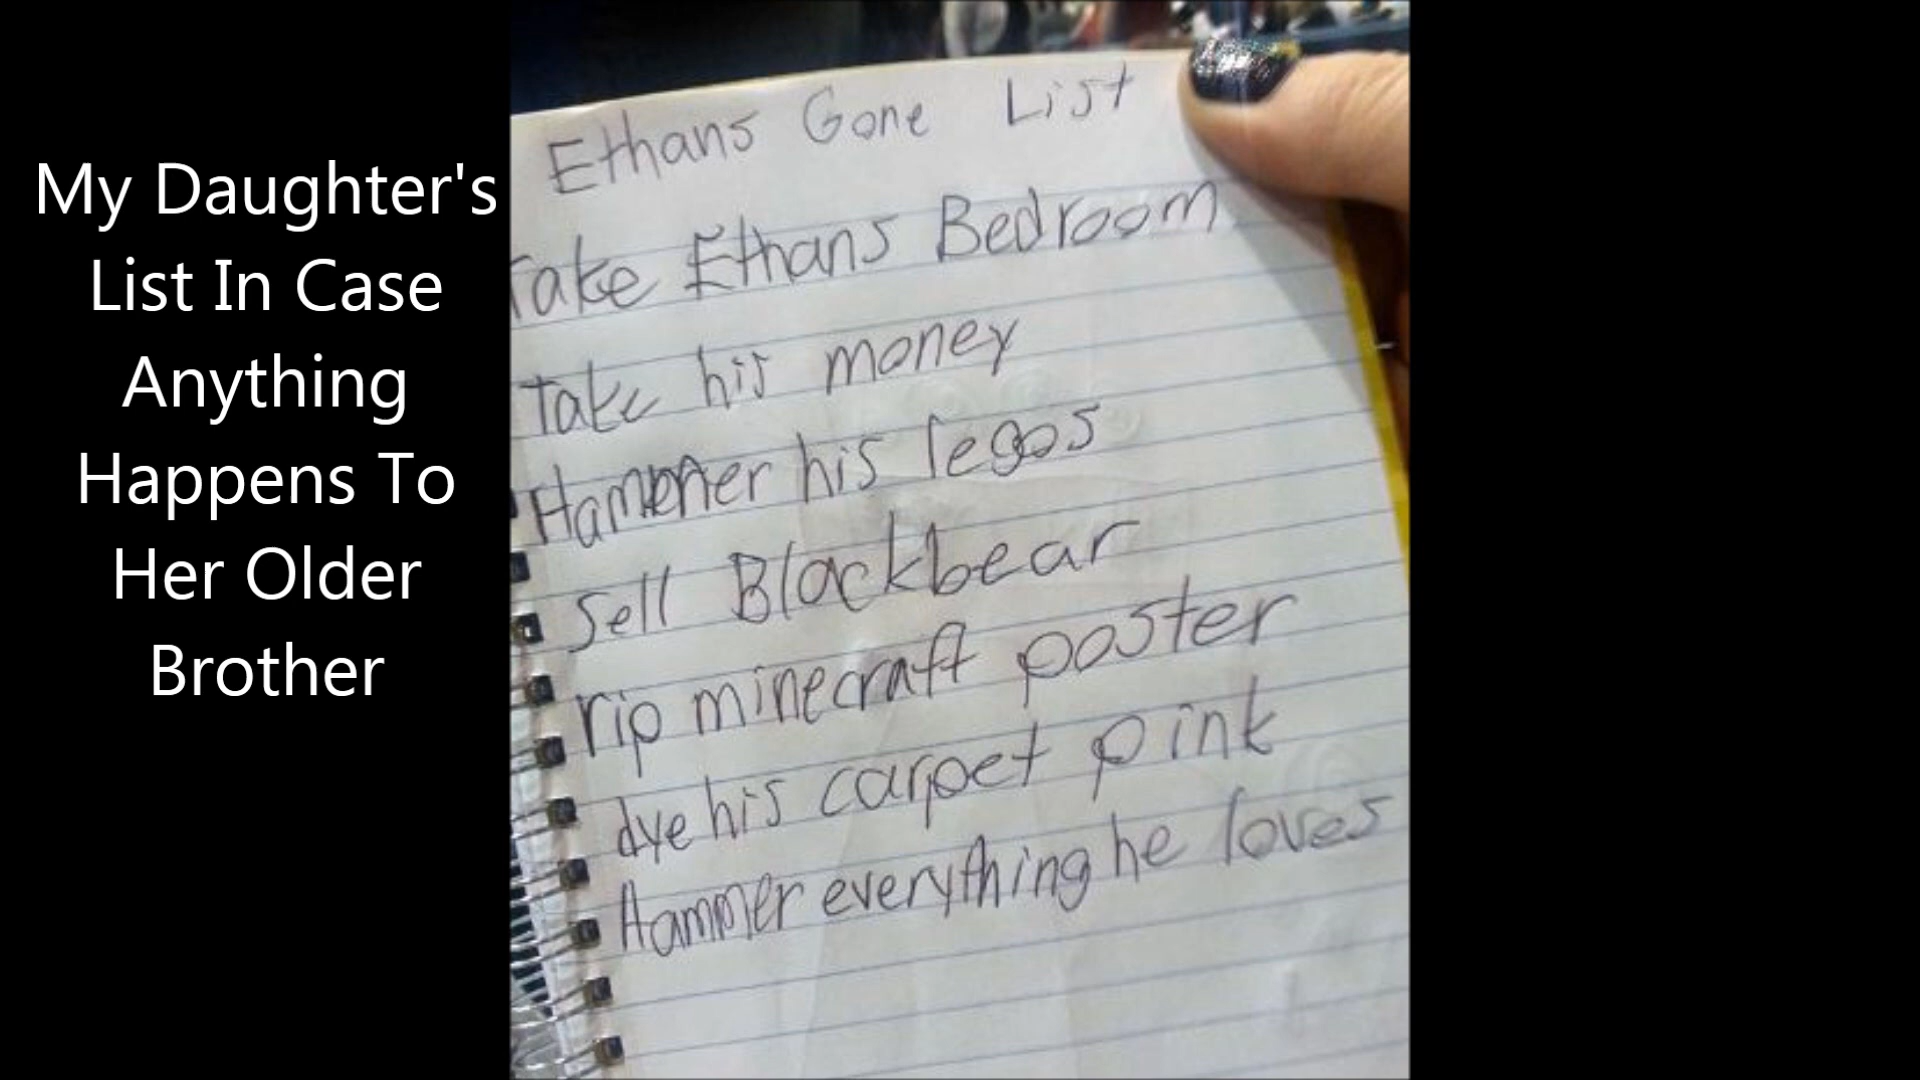 My Daughter's
List In Case
Anything
Happens To
Her Older
Brother
Ethans Gone List
Take Ethans Bedroom
Take his money
Hammer his legos
Sell Blackbear
rip minecraft poster
dye his carpet pink
Hammer everything he loves